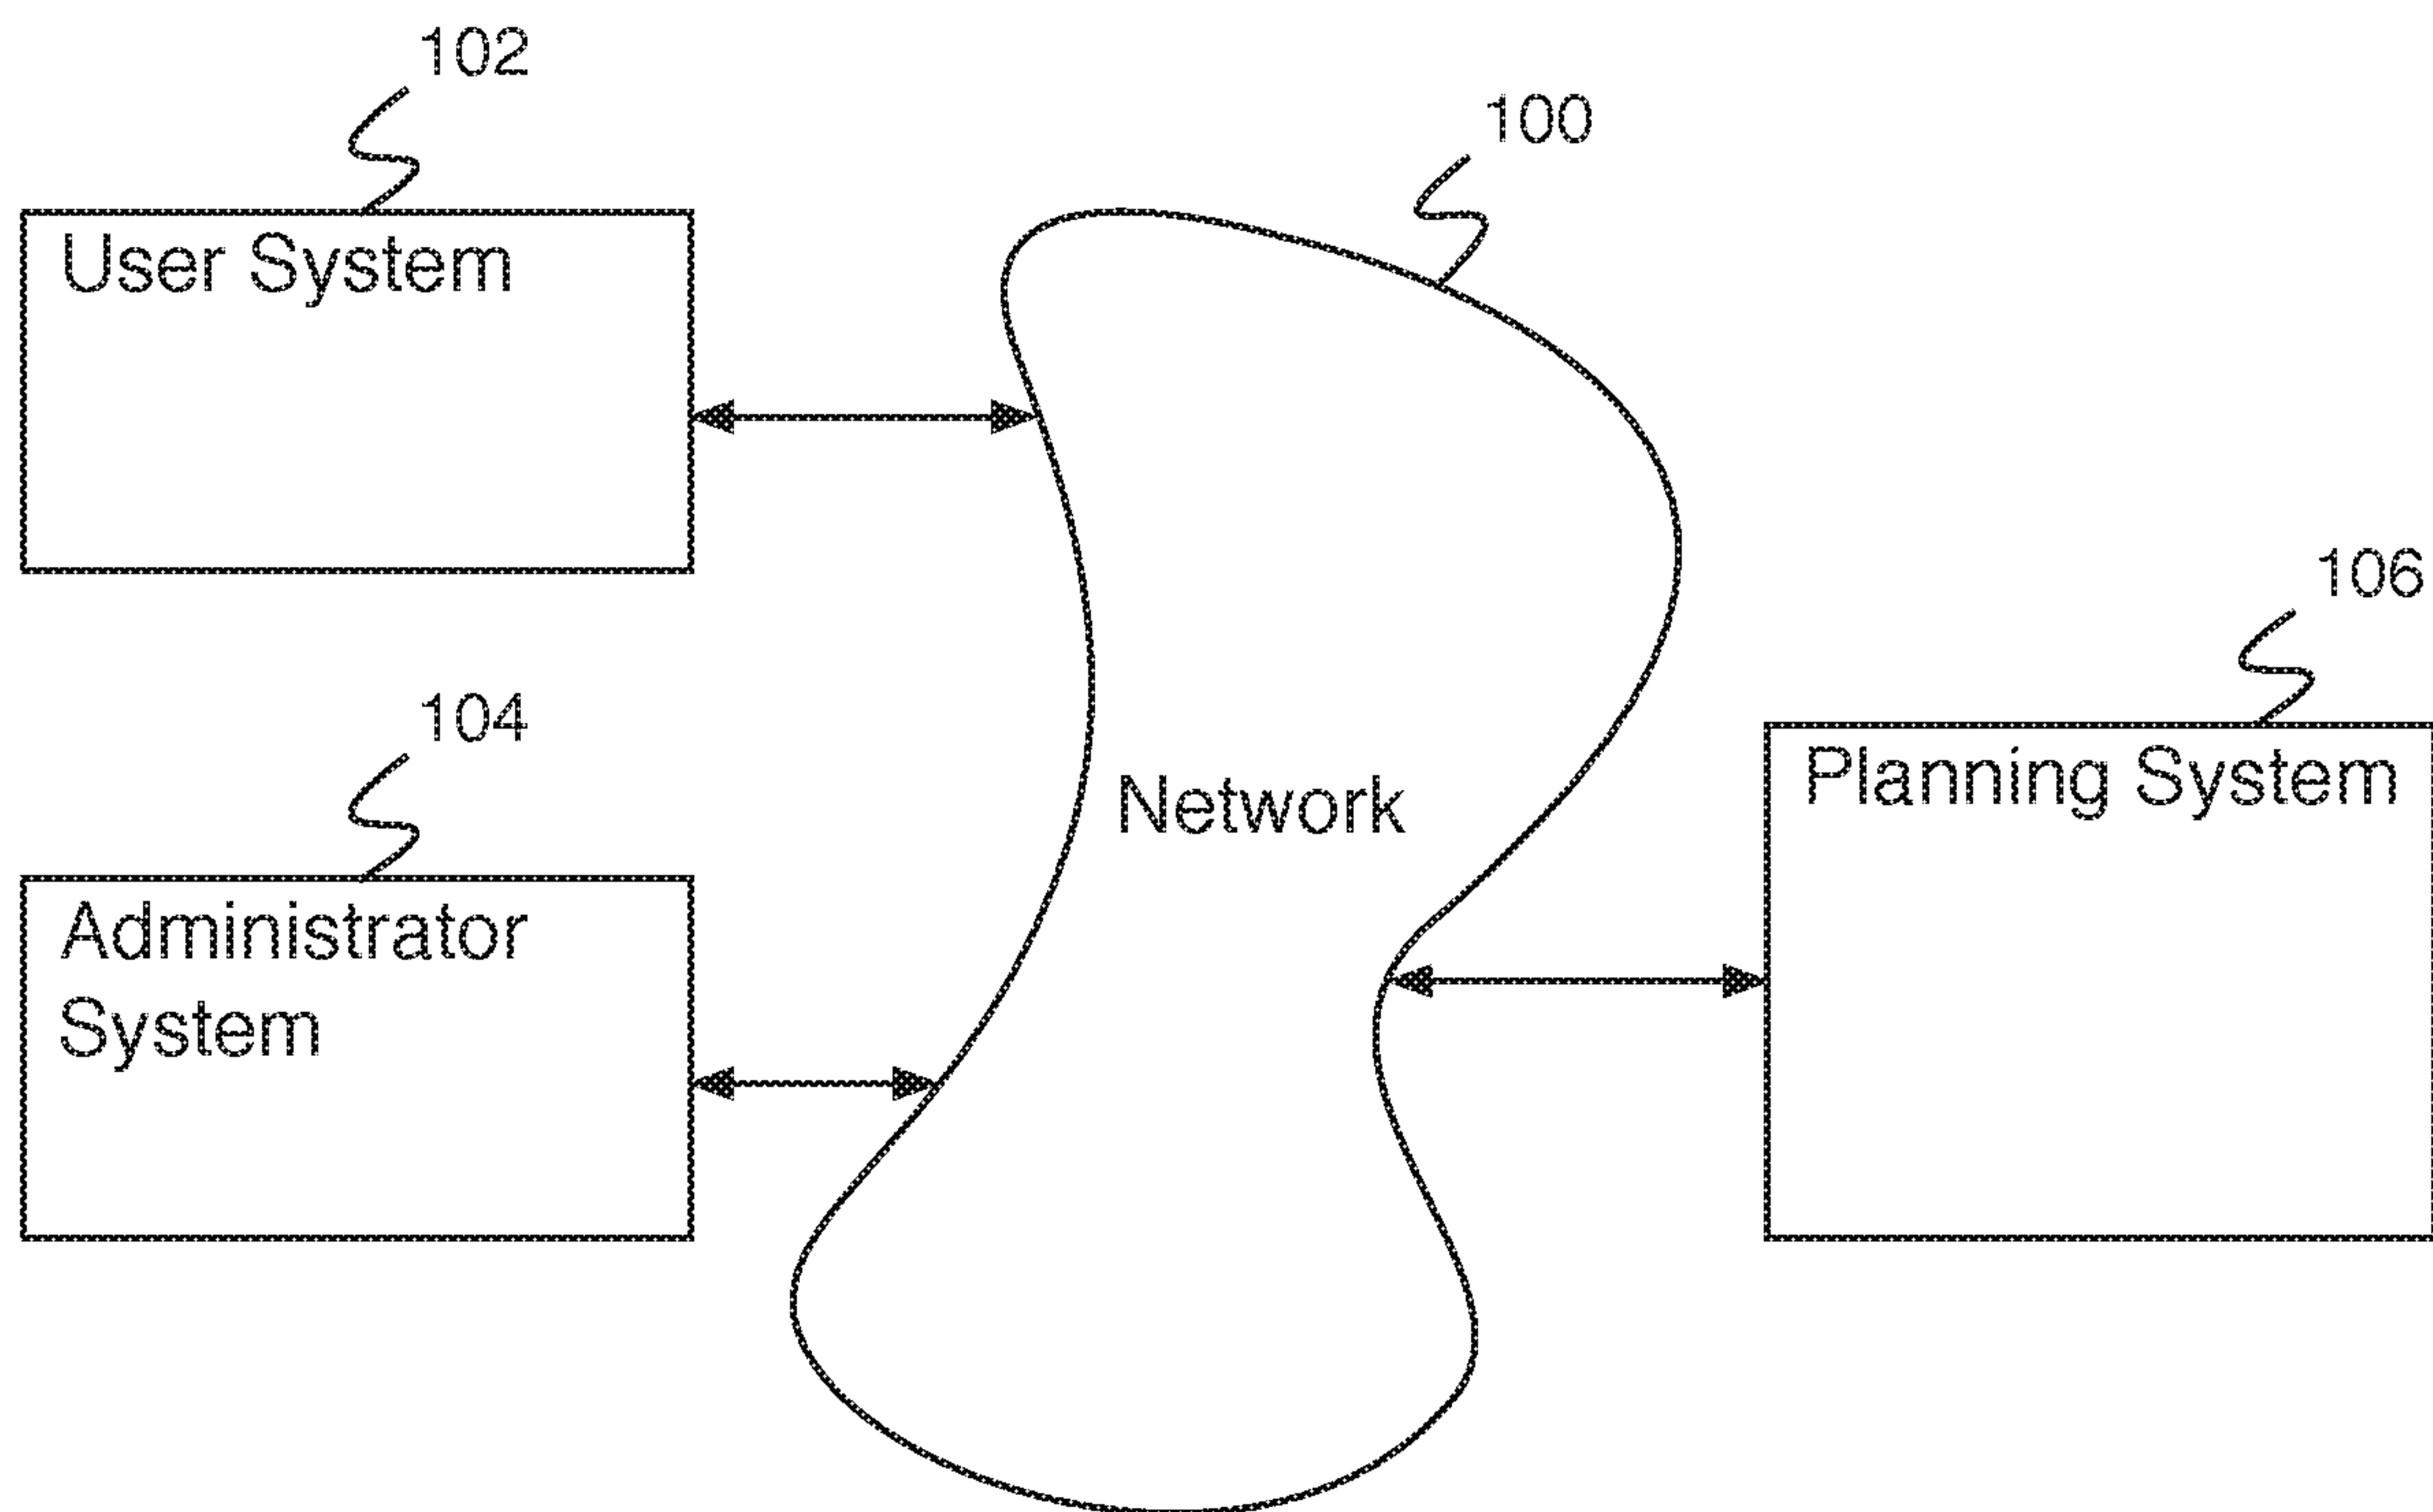 102
100
User System
106
104
Network
Planning System
Administrator
System